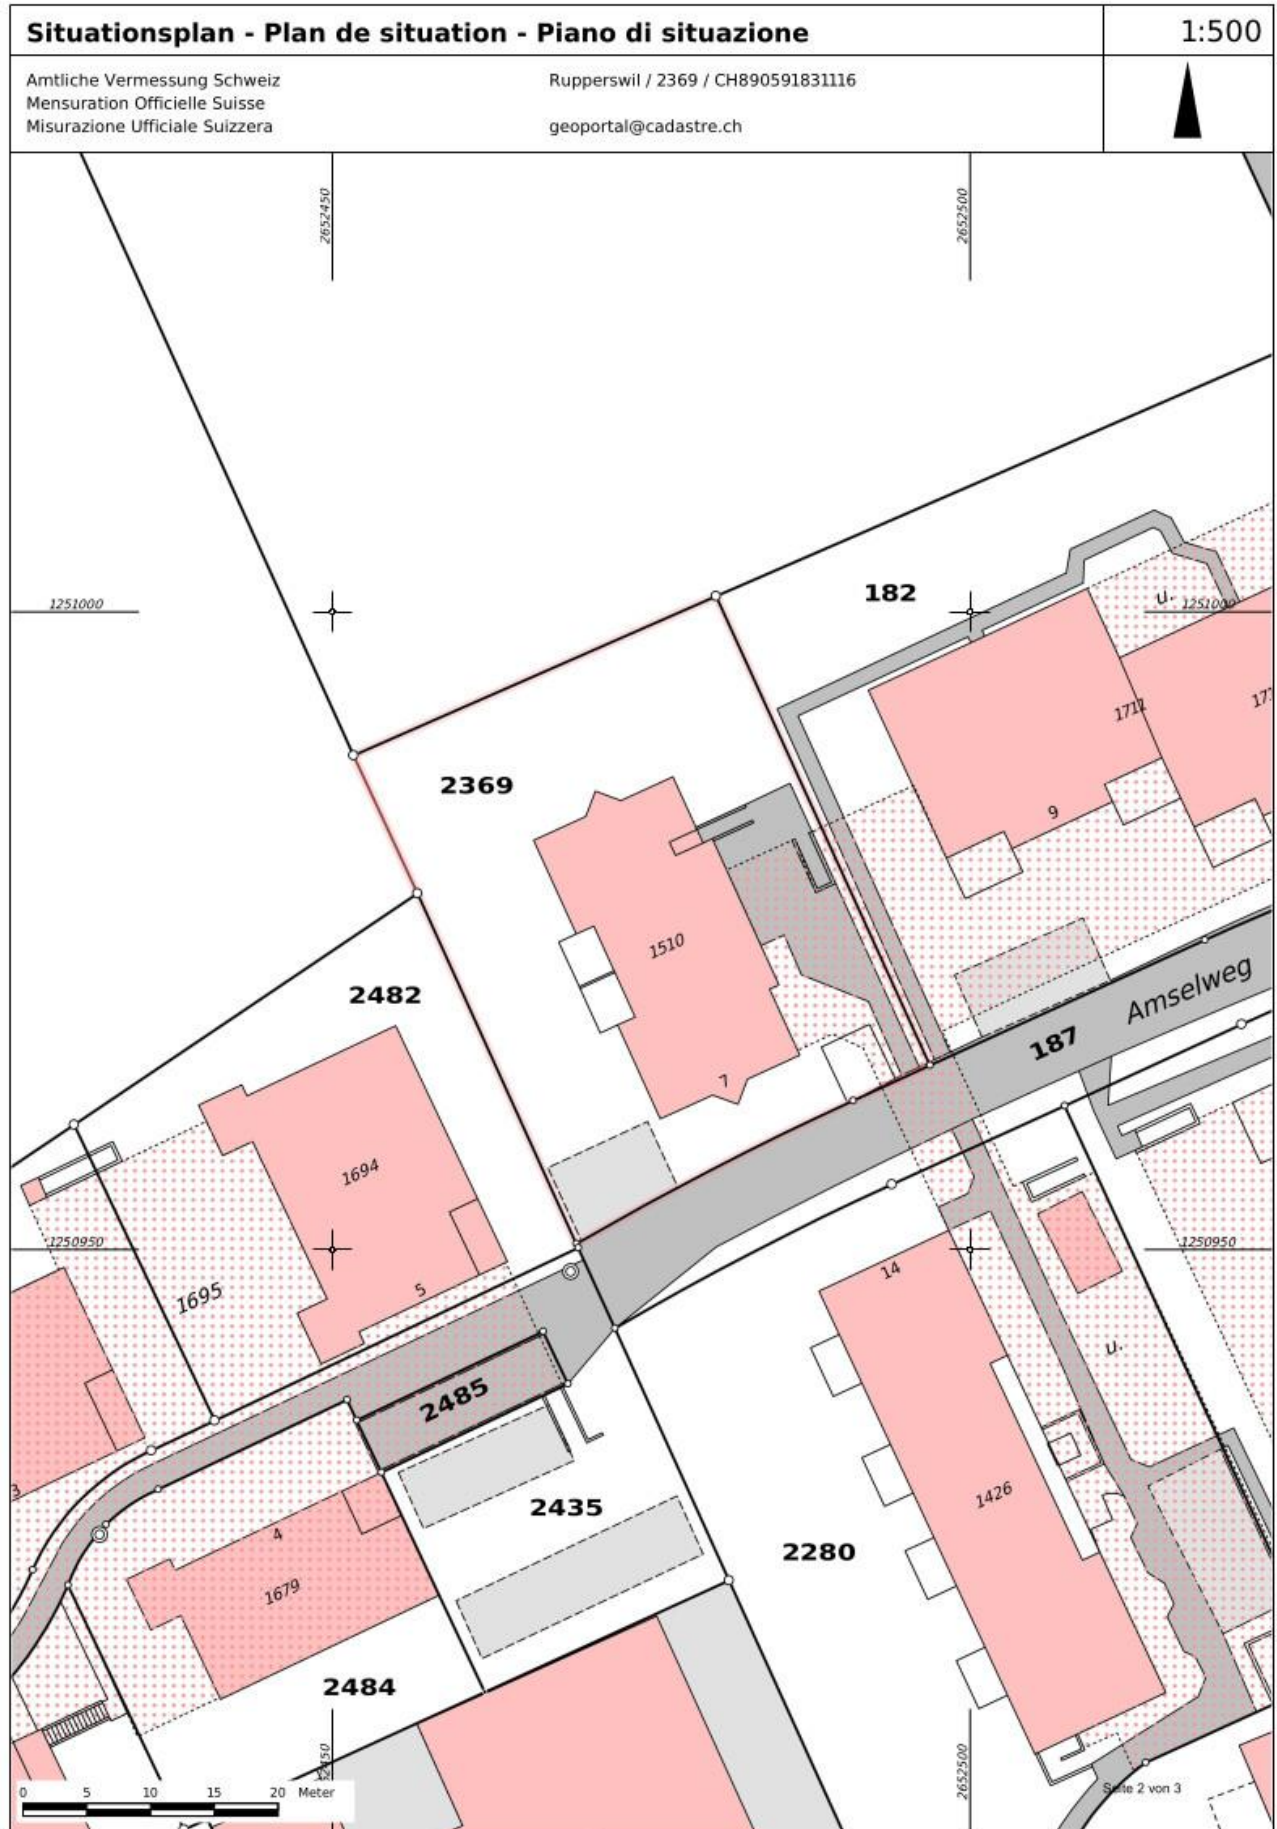 Situationsplan - Plan de situation - Piano di situazione
1:500
Amtliche Vermessung Schweiz
Mensuration Officielle Suisse
Misurazione Ufficiale Suizzera
Rupperswil / 2369 / CH890591831116
geoportal@cadastre.ch
2652450
2652500
182
1251000
u.
1251000
1711
2369
9
1510
2482
Amselweg
187
7
1694
1250950
1250950
1695
5
14
u.
2485
3
2435
1426
4
2280
1679
2484
2652500
0 5 10 15 20 Meter
Seite 2 von 3